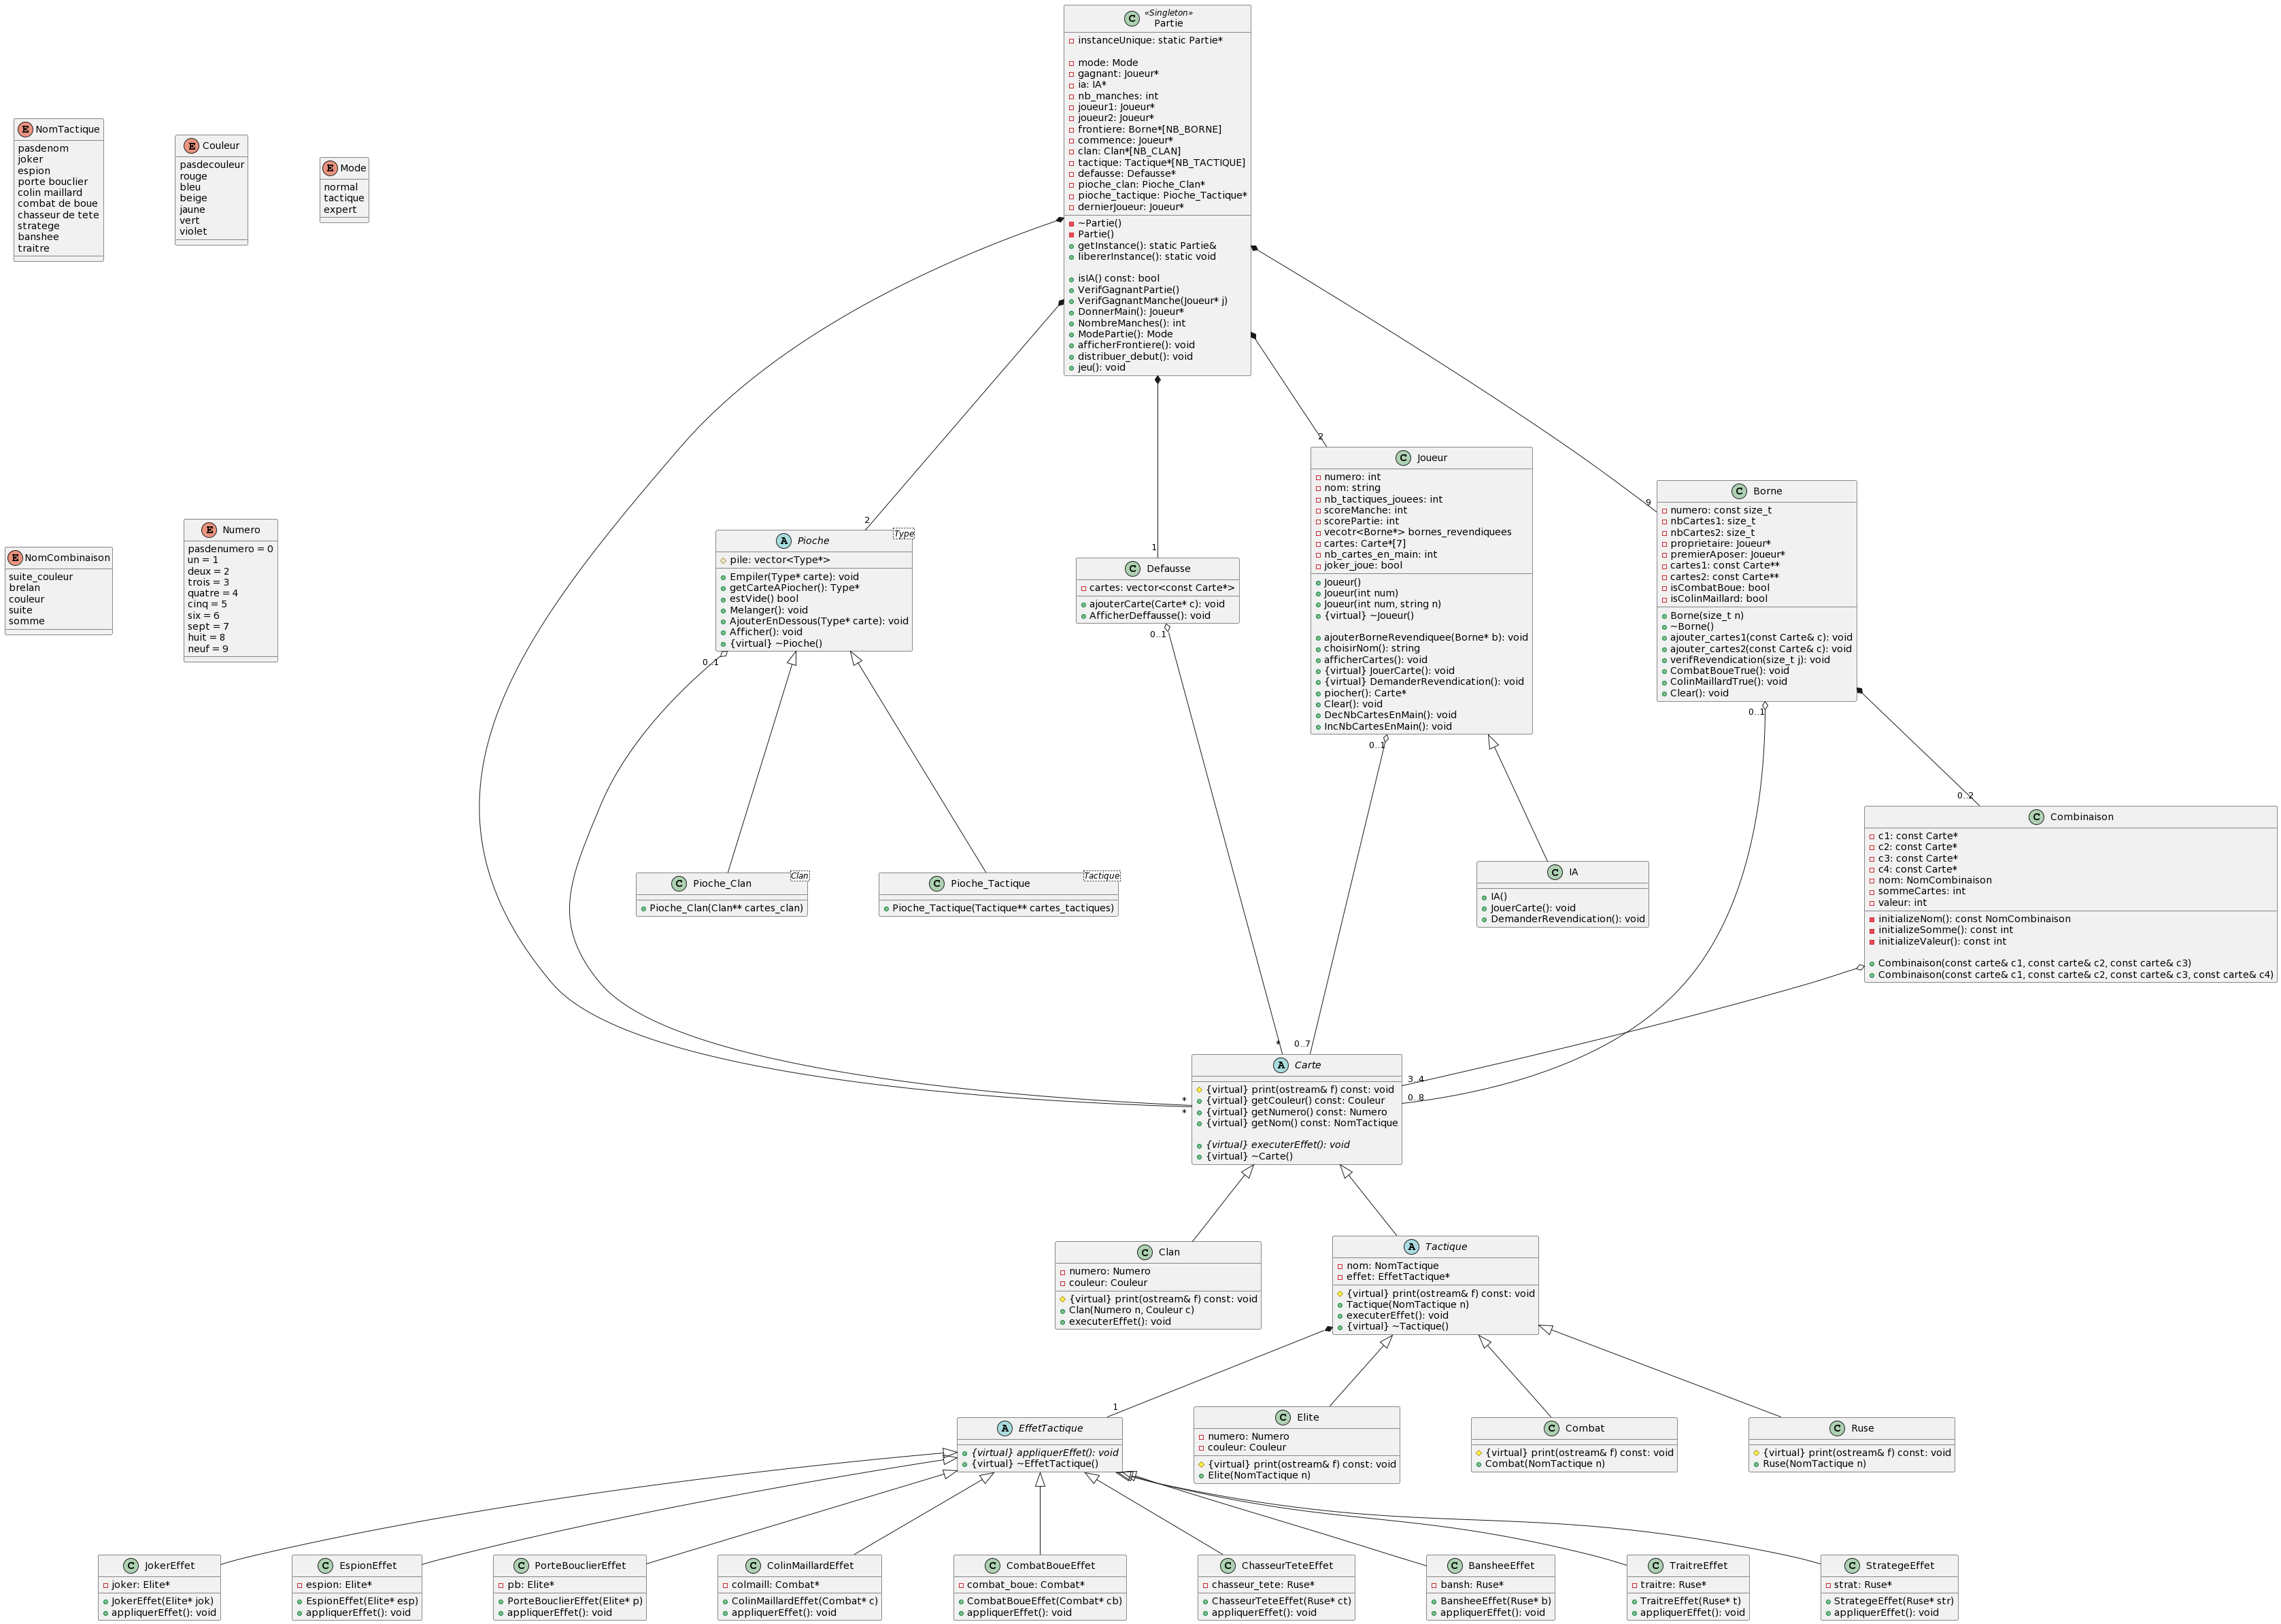 «Singleton»
C Partie
instanceUnique: static Partie*
mode: Mode
gagnant: Joueur*
ia: IA*
nb_manches: int
joueur1: Joueur*
joueur2: Joueur*
frontiere: Borne*[NB_BORNE]
commence: Joueur*
clan: Clan*[NB_CLAN]
tactique: Tactique*[NB_TACTIQUE]
defausse: Defausse*
pioche_clan: Pioche_Clan*
pioche_tactique: Pioche_Tactique*
dernierJoueur: Joueur*
~Partie()
Partie()
getInstance(): static Partie&
libererInstance(): static void
isIA() const: bool
VerifGagnantPartie()
VerifGagnantManche(Joueur* j)
DonnerMain(): Joueur*
NombreManches(): int
ModePartie(): Mode
afficherFrontiere(): void
distribuer_debut(): void
jeu(): void
E NomTactique
pasdenom
joker
espion
porte bouclier
colin maillard
combat de boue
chasseur de tete
stratege
banshee
traitre
E Couleur
pasdecouleur
rouge
bleu
beige
jaune
vert
violet
E Mode
normal
tactique
expert
E NomCombinaison
suite_couleur
brelan
couleur
suite
somme
E Numero
pasdenumero = 0
un = 1
deux = 2
trois = 3
quatre = 4
cinq = 5
six = 6
sept = 7
huit = 8
neuf = 9
2
1
2
9
A Pioche
Type
pile: vector<Type*>
Empiler(Type* carte): void
getCarteAPiocher(): Type*
estVide() bool
Melanger(): void
AjouterEnDessous(Type* carte): void
Afficher(): void
{virtual} ~Pioche()
0..1
C Defausse
cartes: vector<const Carte*>
ajouterCarte(Carte* c): void
AfficherDeffausse(): void
0..1
C Joueur
numero: int
nom: string
nb_tactiques_jouees: int
scoreManche: int
scorePartie: int
vecotr<Borne*> bornes_revendiquees
cartes: Carte*[7]
nb_cartes_en_main: int
joker_joue: bool
Joueur()
Joueur(int num)
Joueur(int num, string n)
{virtual} ~Joueur()
ajouterBorneRevendiquee(Borne* b): void
choisirNom(): string
afficherCartes(): void
{virtual} JouerCarte(): void
{virtual} DemanderRevendication(): void
piocher(): Carte*
Clear(): void
DecNbCartesEnMain(): void
IncNbCartesEnMain(): void
0..1
C Borne
numero: const size_t
nbCartes1: size_t
nbCartes2: size_t
proprietaire: Joueur*
premierAposer: Joueur*
cartes1: const Carte**
cartes2: const Carte**
isCombatBoue: bool
isColinMaillard: bool
Borne(size_t n)
~Borne()
ajouter_cartes1(const Carte& c): void
ajouter_cartes2(const Carte& c): void
verifRevendication(size_t j): void
CombatBoueTrue(): void
ColinMaillardTrue(): void
Clear(): void
0..1
0..2
C Pioche_Clan
Clan
Pioche_Clan(Clan** cartes_clan)
C Pioche_Tactique
Tactique
Pioche_Tactique(Tactique** cartes_tactiques)
C IA
IA()
JouerCarte(): void
DemanderRevendication(): void
C Combinaison
c1: const Carte*
c2: const Carte*
c3: const Carte*
c4: const Carte*
nom: NomCombinaison
sommeCartes: int
valeur: int
initializeNom(): const NomCombinaison
initializeSomme(): const int
initializeValeur(): const int
Combinaison(const carte& c1, const carte& c2, const carte& c3)
Combinaison(const carte& c1, const carte& c2, const carte& c3, const carte& c4)
*
0..7
*
*
3..4
0..8
A Carte
{virtual} print(ostream& f) const: void
{virtual} getCouleur() const: Couleur
{virtual} getNumero() const: Numero
{virtual} getNom() const: NomTactique
{virtual} executerEffet(): void
{virtual} ~Carte()
C Clan
numero: Numero
couleur: Couleur
{virtual} print(ostream& f) const: void
Clan(Numero n, Couleur c)
executerEffet(): void
A Tactique
nom: NomTactique
effet: EffetTactique*
{virtual} print(ostream& f) const: void
Tactique(NomTactique n)
executerEffet(): void
{virtual} ~Tactique()
1
A EffetTactique
{virtual} appliquerEffet(): void
{virtual} ~EffetTactique()
C Elite
numero: Numero
couleur: Couleur
{virtual} print(ostream& f) const: void
Elite(NomTactique n)
C Combat
{virtual} print(ostream& f) const: void
Combat(NomTactique n)
C Ruse
{virtual} print(ostream& f) const: void
Ruse(NomTactique n)
C JokerEffet
joker: Elite*
JokerEffet(Elite* jok)
appliquerEffet(): void
C EspionEffet
espion: Elite*
EspionEffet(Elite* esp)
appliquerEffet(): void
C PorteBouclierEffet
pb: Elite*
PorteBouclierEffet(Elite* p)
appliquerEffet(): void
C ColinMaillardEffet
colmaill: Combat*
ColinMaillardEffet(Combat* c)
appliquerEffet(): void
C CombatBoueEffet
combat_boue: Combat*
CombatBoueEffet(Combat* cb)
appliquerEffet(): void
C ChasseurTeteEffet
chasseur_tete: Ruse*
ChasseurTeteEffet(Ruse* ct)
appliquerEffet(): void
C BansheeEffet
bansh: Ruse*
BansheeEffet(Ruse* b)
appliquerEffet(): void
C TraitreEffet
traitre: Ruse*
TraitreEffet(Ruse* t)
appliquerEffet(): void
C StrategeEffet
strat: Ruse*
StrategeEffet(Ruse* str)
appliquerEffet(): void